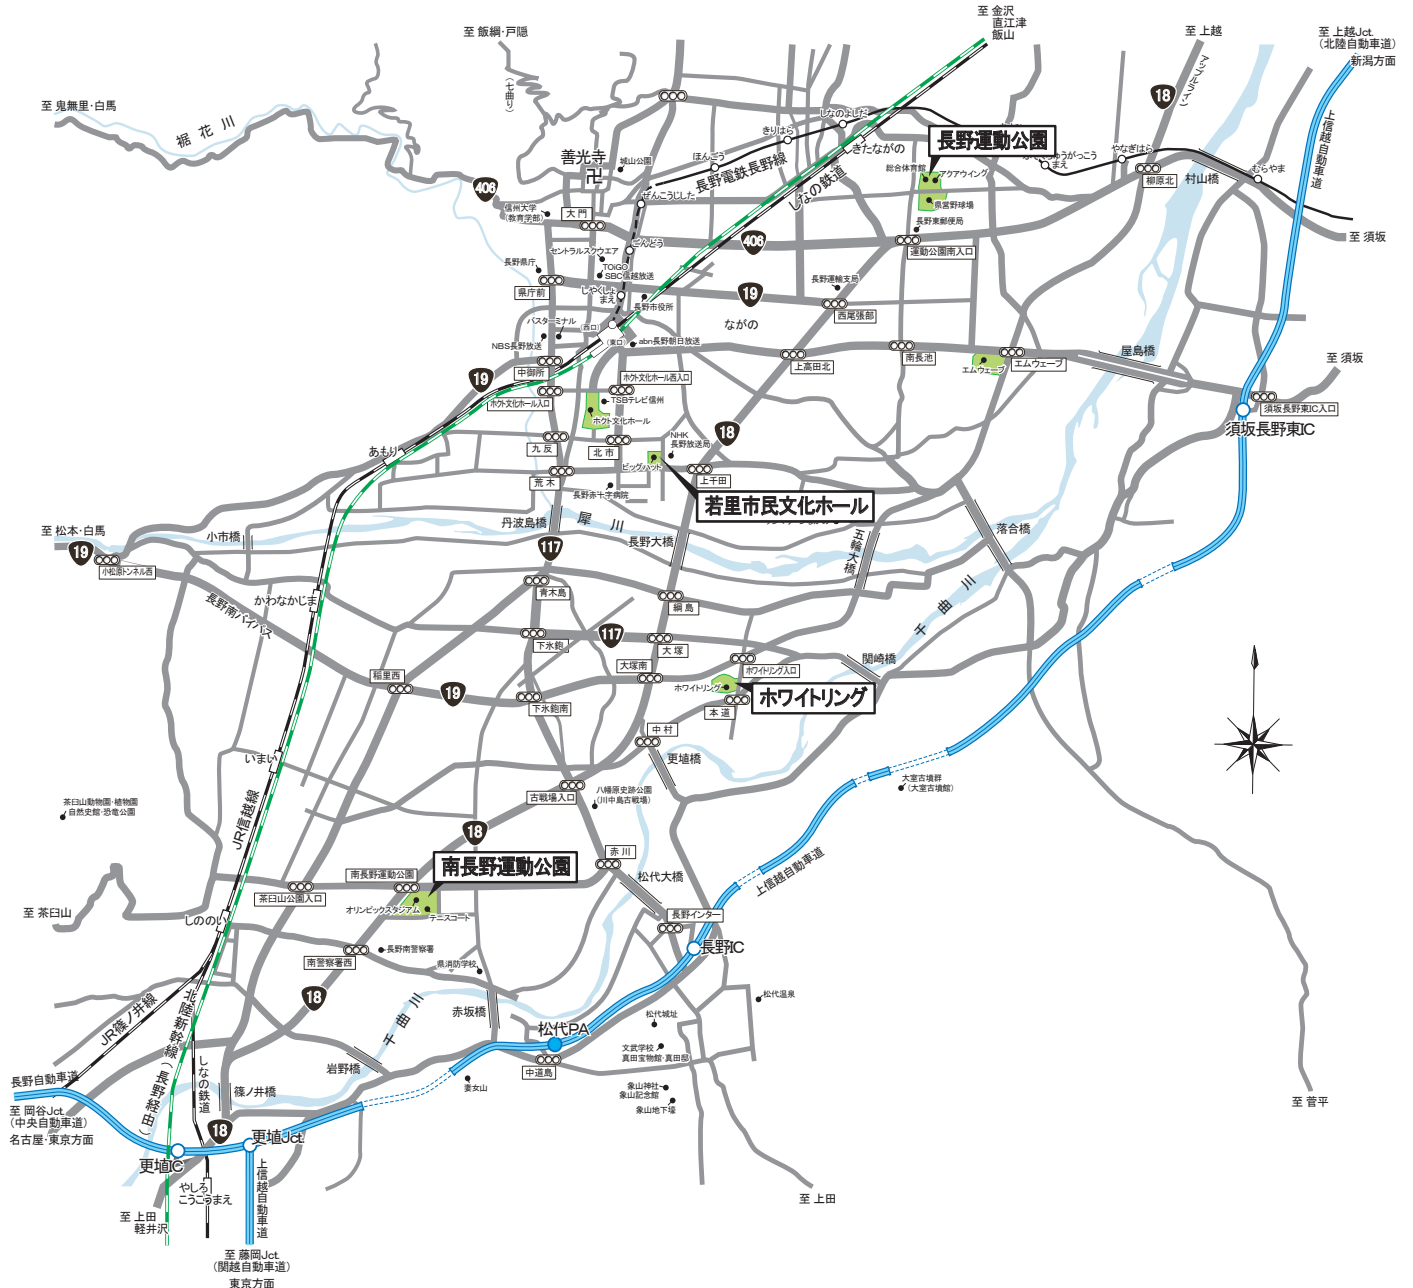 至 金沢
直江津
飯山
至 飯綱・戸隠
(七曲り)
至 上越
アップルライン
18
至 上越Jct.
(北陸自動車道)
新潟方面
上信越自動車道
至 鬼無里・白馬
裾花川
406
善光寺
卍
城山公園
信州大学
(教育学部)
大門
ぜんこうじした
ほんごう
きりはら
しなのよしだ
長野電鉄長野線
きたながの
しなの鉄道
長野運動公園
総合体育館
アクアウイング
県営野球場
まえ
やなぎはら
柳原北
村山橋
むらやま
至 須坂
長野東郵便局
運動公園南入口
406
ごんどう
セントラルスクウエア
TOiGO
SBC信越放送
長野県庁
県庁前
しやくしょ
まえ
長野市役所
19
長野運輸支局
西尾張部
ながの
バスターミナル
(西口)
(東口)
NBS長野放送
abn長野朝日放送
中御所
19
上高田北
南長池
エムウェーブ
エムウェーブ
屋島橋
至 須坂
須坂長野東IC入口
須坂長野東IC
ホクト文化ホール西入口
ホクト文化ホール入口
TSBテレビ信州
ホクト文化ホール
九反
北市
NHK
長野放送局
ビッグハット
18
上千田
あもり
荒木
長野赤十字病院
若里市民文化ホール
至 松本・白馬
19
小松原トンネル西
小市橋
丹波島橋
犀川
長野大橋
五輪大橋
落合橋
117
青木島
綱島
千曲川
かわなかじま
長野南バイパス
下氷鉋
117
大塚
大塚南
ホワイトリング入口
関崎橋
稲里西
19
下氷鉋南
ホワイトリング
ホワイトリング
本道
中村
更埴橋
いまい
古戦場入口
八幡原史跡公園
(川中島古戦場)
大室古墳群
(大室古墳館)
茶臼山動物園・植物園
自然史館・恐竜公園
JR信越線
18
南長野運動公園
赤川
松代大橋
上信越自動車道
南長野運動公園
茶臼山公園入口
オリンピックスタジアム
テニスコート
至 茶臼山
しののい
長野インター
長野IC
長野南警察署
南警察署西
県消防学校
18
千曲川
赤坂橋
松代温泉
松代城址
松代PA
文武学校
真田宝物館・真田邸
中道島
岩野橋
妻女山
象山神社
象山記念館
象山地下壕
JR篠ノ井線
北陸新幹線(長野経由)
しなの鉄道
長野自動車道
至 岡谷Jct.
(中央自動車道)
名古屋・東京方面
篠ノ井橋
18
更埴Jct.
更埴IC
やしろ
こうこうまえ
上信越自動車道
至 上田
軽井沢
至 藤岡Jct.
(関越自動車道)
東京方面
至 上田
至 菅平